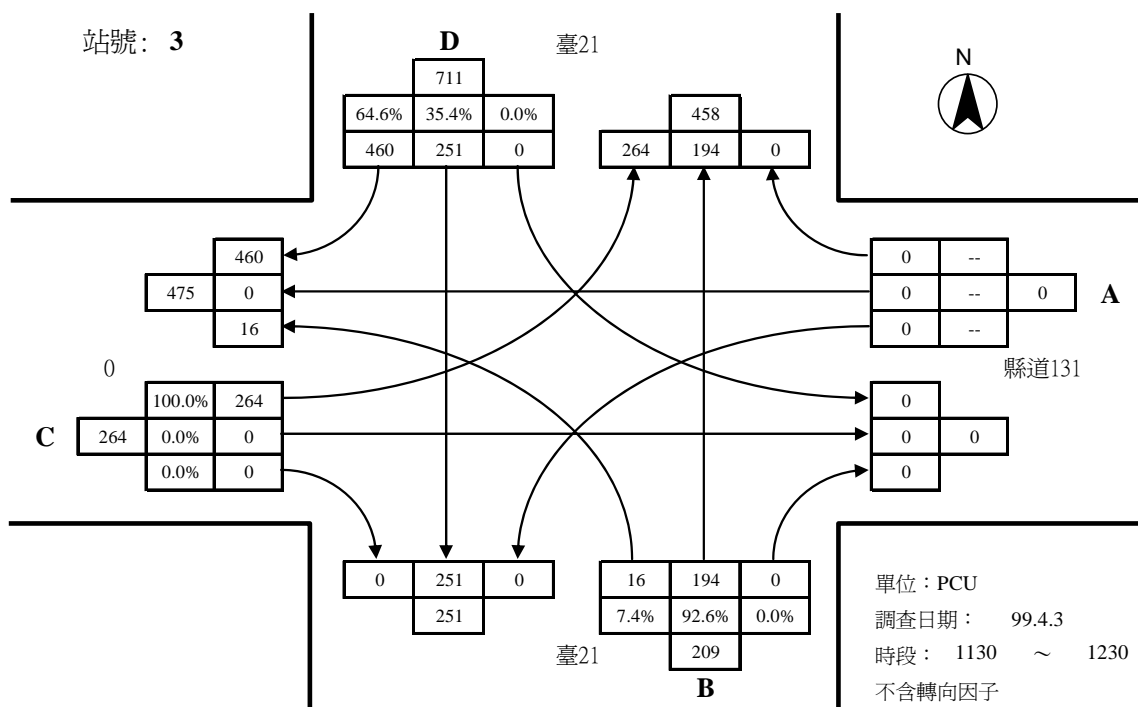 站號: 3
D
臺21
N
711
64.6% 35.4% 0.0%
460 251 0
458
264 194 0
460
475 0
16
0 --
0 -- 0
0 --
A
0
縣道131
100.0% 264
C 264 0.0% 0
0.0% 0
0
0 0
0
0 251 0
251
16 194 0
7.4% 92.6% 0.0%
209
臺21
B
單位：PCU
調查日期： 99.4.3
時段： 1130 ～ 1230
不含轉向因子